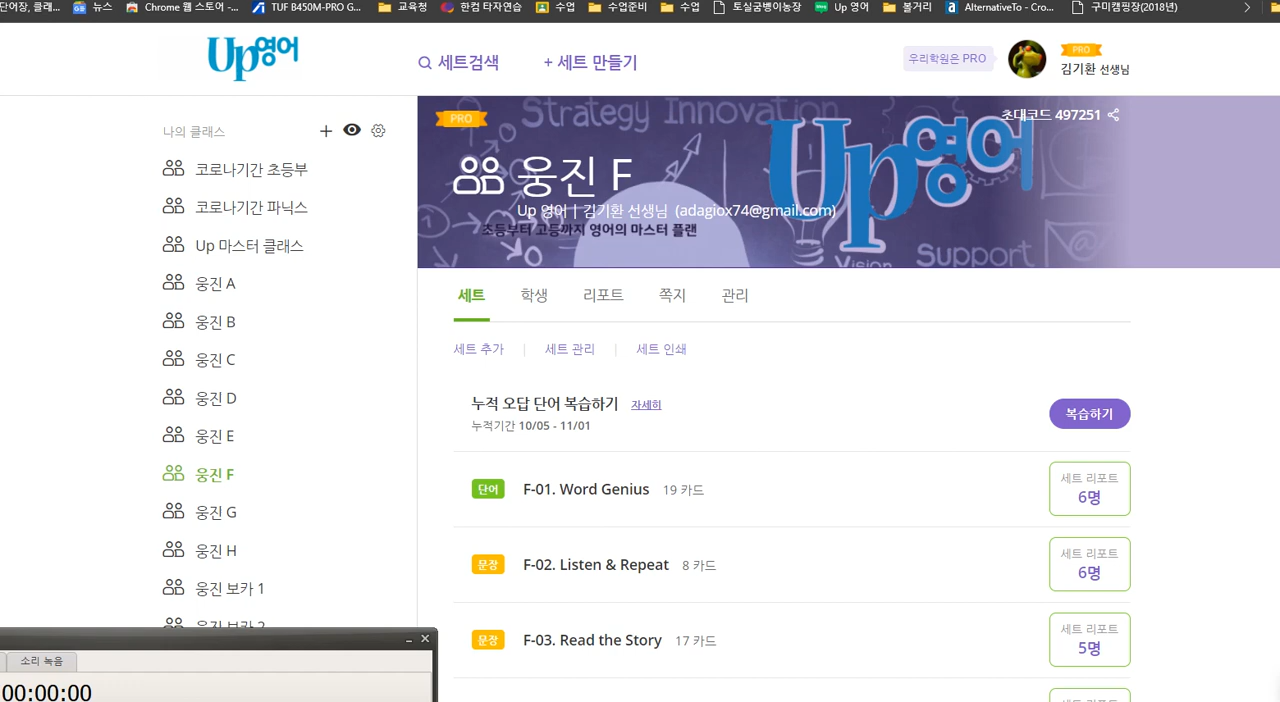 단어장, 클래... 뉴스 Chrome 웹 스토어 -... TUF B450M-PRO G... 교육청 한컴 타자연습 수업 수업준비 수업 토실궁뱅이농장 Up 영어 볼거리 AlternativeTo - Cro... 구미캠핑장(2018년)
Up영어
세트검색
+ 세트 만들기
우리학원은 PRO
PRO
김기환 선생님
나의 클래스
코로나기간 초등부
코로나기간 파닉스
Up 마스터 클래스
웅진 A
웅진 B
웅진 C
웅진 D
웅진 E
웅진 F
웅진 G
웅진 H
웅진 보카 1
웅진 보카 2
소리 녹음
00:00:00
PRO
Strategy Innovation
초대코드 497251
Up영어
웅진 F
Up 영어 | 김기환 선생님 (adagiox74@gmail.com)
초등부터 고등까지 영어의 마스터 플랜
Vision
Support
세트 학생 리포트 쪽지 관리
세트 추가 | 세트 관리 | 세트 인쇄
누적 오답 단어 복습하기 자세히
누적기간 10/05 - 11/01
복습하기
단어 F-01. Word Genius 19 카드
세트 리포트
6명
문장 F-02. Listen & Repeat 8 카드
세트 리포트
6명
문장 F-03. Read the Story 17 카드
세트 리포트
5명